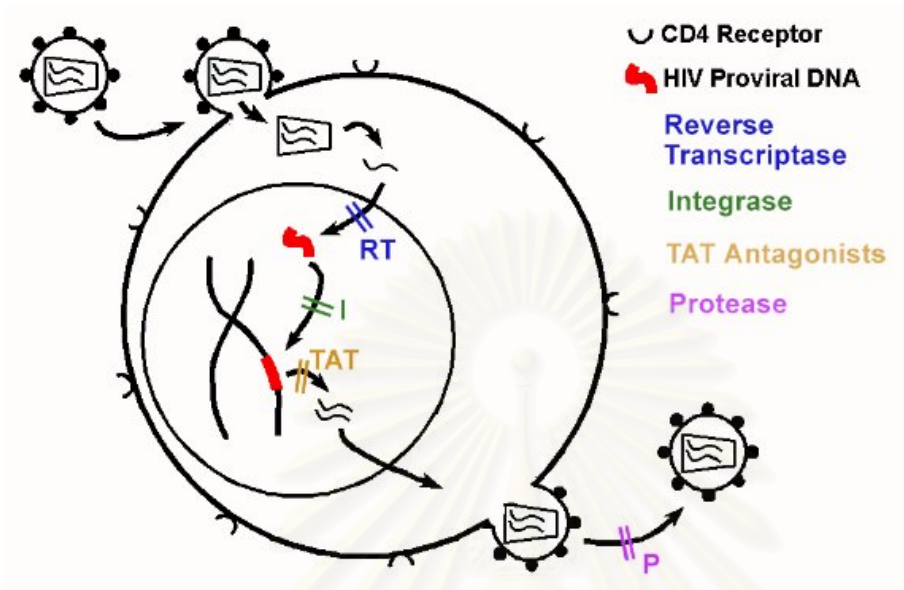 CD4 Receptor
HIV Proviral DNA
Reverse
Transcriptase
Integrase
TAT Antagonists
Protease
RT
I
TAT
P